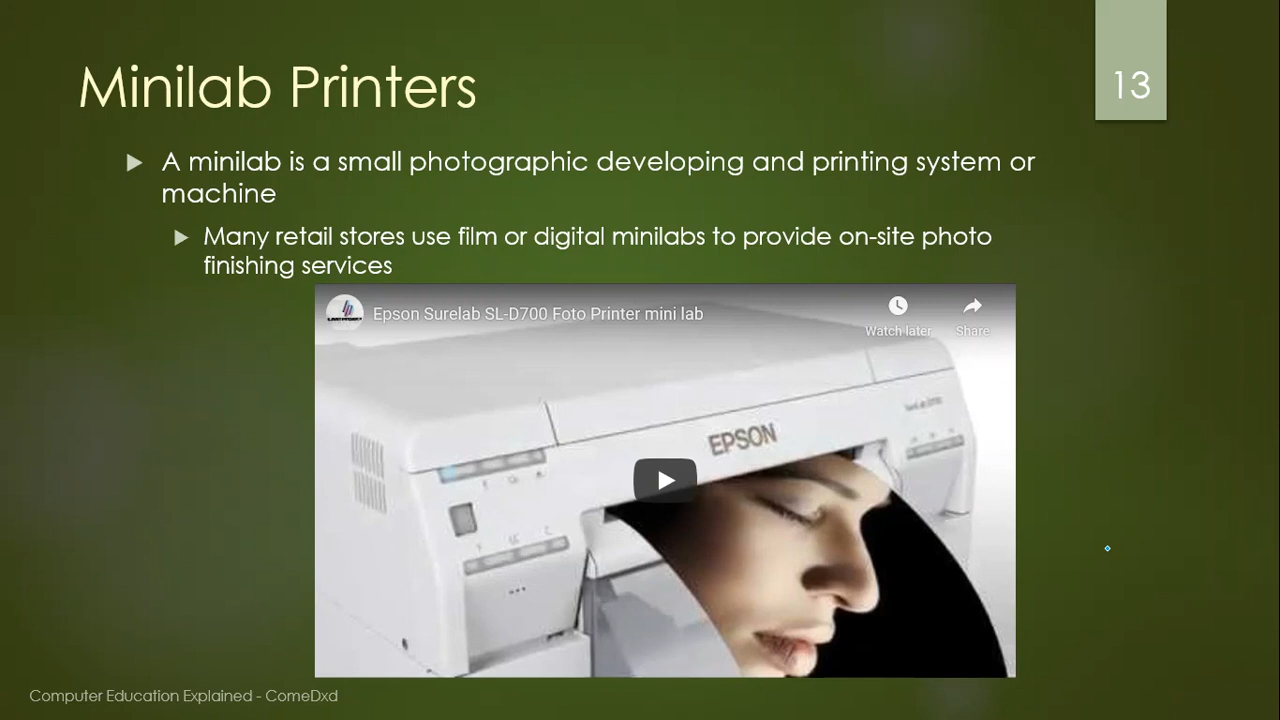 Minilab Printers
13
A minilab is a small photographic developing and printing system or
machine
Many retail stores use film or digital minilabs to provide on-site photo
finishing services
Epson Surelab SL-D700 Foto Printer mini lab
Watch later
Share
EPSON
Computer Education Explained - ComeDxd